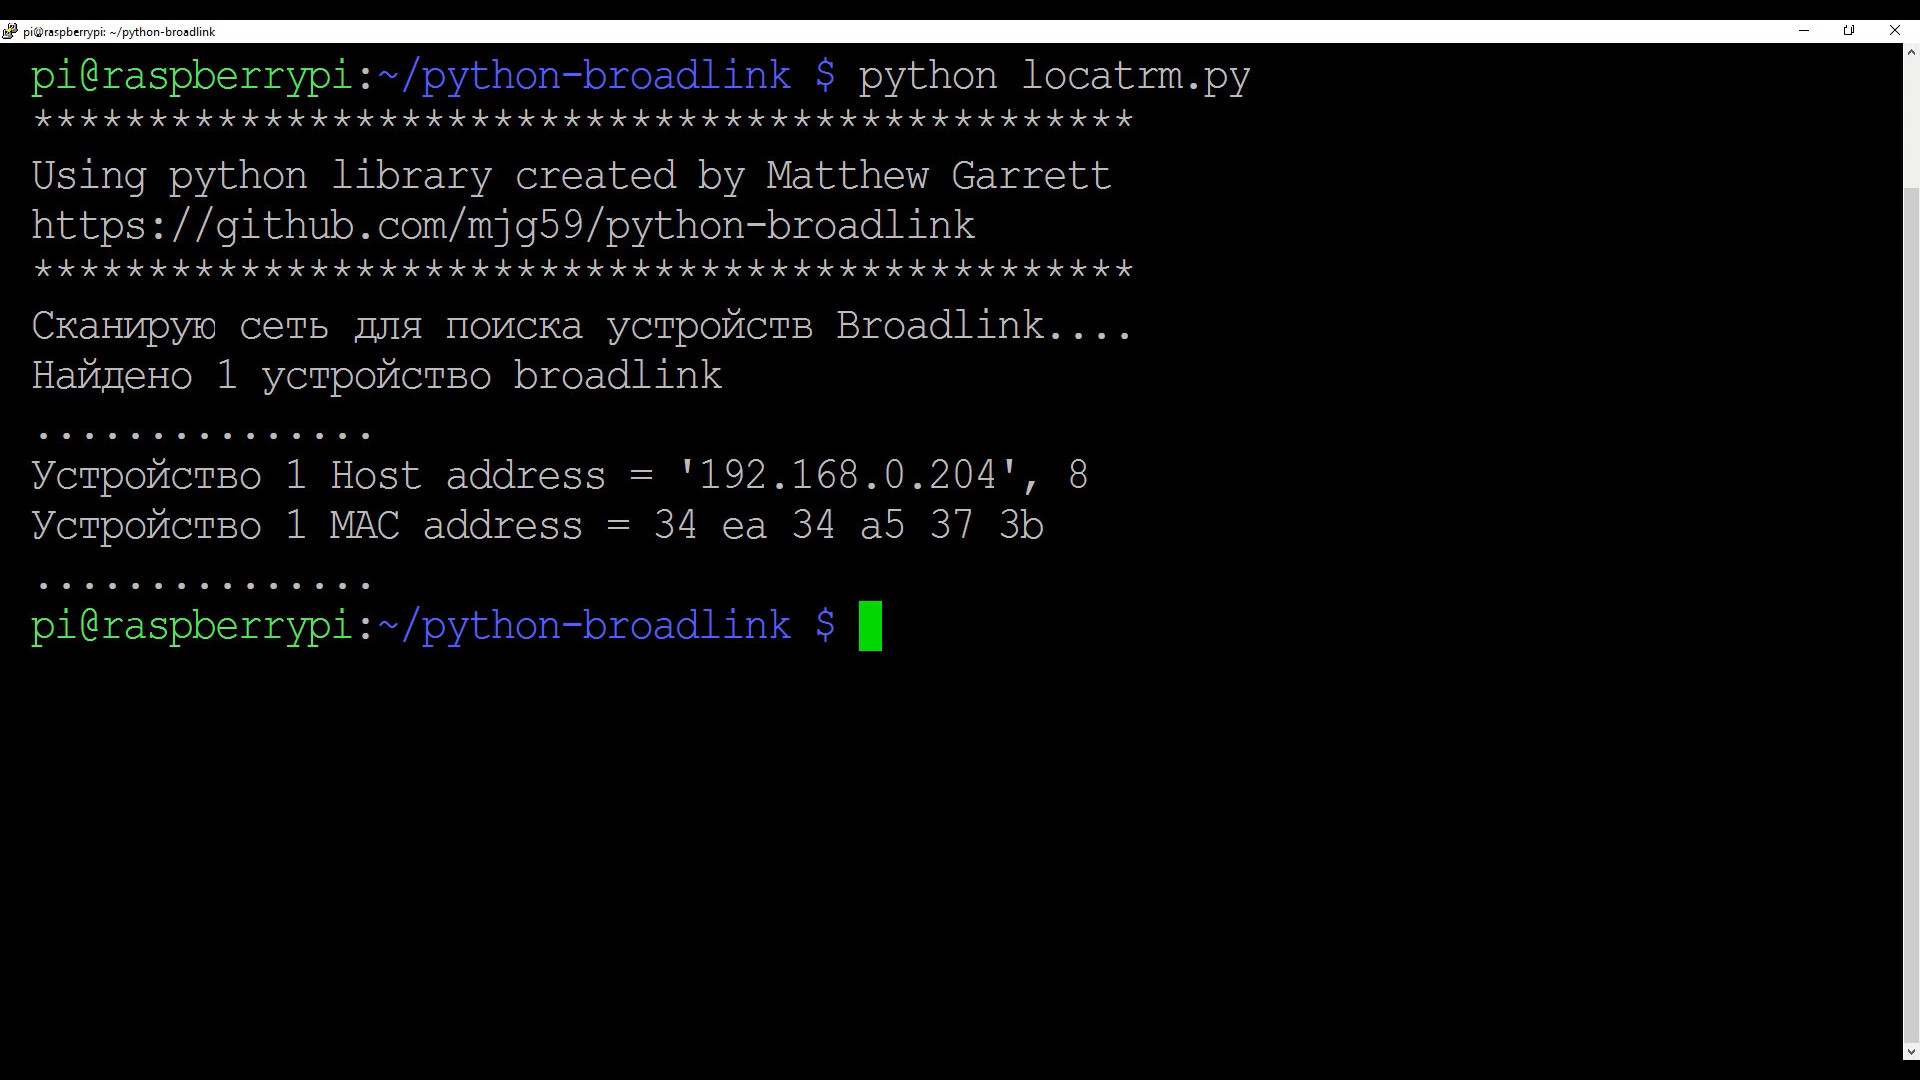 pi@raspberrypi: ~/python-broadlink
pi@raspberrypi:~/python-broadlink $ python locatrm.py
************************************************
Using python library created by Matthew Garrett
https://github.com/mjg59/python-broadlink
************************************************
Сканирую сеть для поиска устройств Broadlink....
Найдено 1 устройство broadlink
...............
Устройство 1 Host address = '192.168.0.204', 8
Устройство 1 MAC address = 34 ea 34 a5 37 3b
...............
pi@raspberrypi:~/python-broadlink $